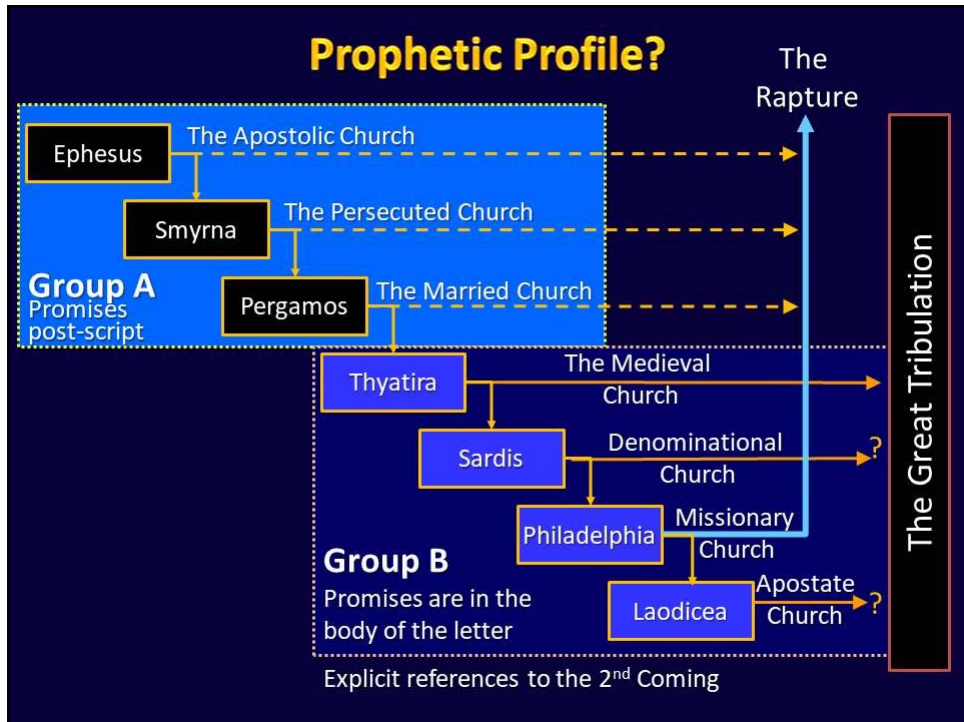 Prophetic Profile?
The
Rapture
Ephesus
The Apostolic Church
Smyrna
The Persecuted Church
Group A
Promises
post-script
Pergamos
The Married Church
Thyatira
The Medieval
Church
Sardis
Denominational
Church
?
Philadelphia
Missionary
Church
Group B
Promises are in the
body of the letter
Laodicea
Apostate
Church
?
Explicit references to the 2nd Coming
The Great Tribulation